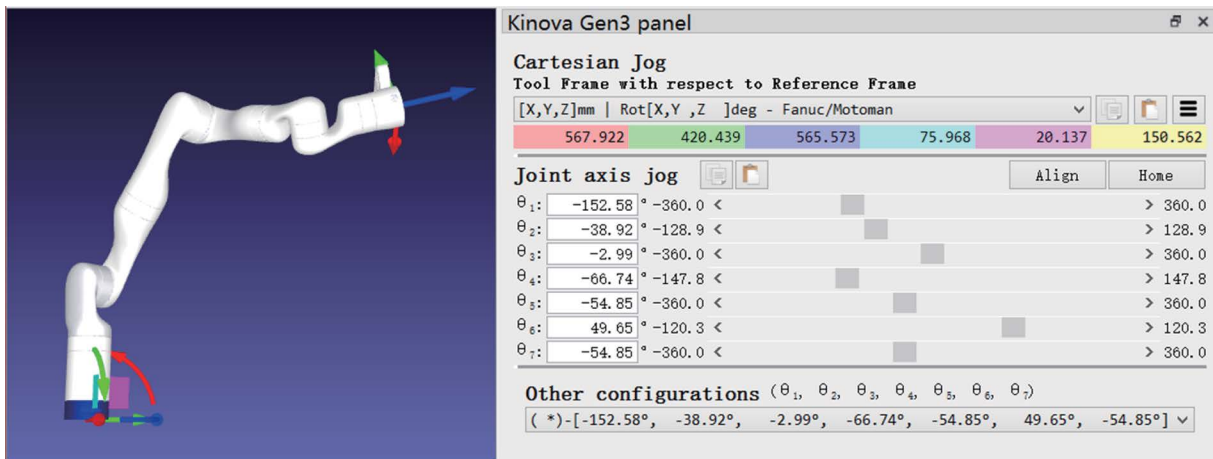 Kinova Gen3 panel
Cartesian Jog
Tool Frame with respect to Reference Frame
[X,Y,Z]mm | Rot[X,Y ,Z ]deg - Fanuc/Motoman
567.922 420.439 565.573 75.968 20.137 150.562
Joint axis jog Align Home
θ₁: -152.58 ° -360.0 < > 360.0
θ₂: -38.92 ° -128.9 < > 128.9
θ₃: -2.99 ° -360.0 < > 360.0
θ₄: -66.74 ° -147.8 < > 147.8
θ₅: -54.85 ° -360.0 < > 360.0
θ₆: 49.65 ° -120.3 < > 120.3
θ₇: -54.85 ° -360.0 < > 360.0
Other configurations (θ₁, θ₂, θ₃, θ₄, θ₅, θ₆, θ₇)
( *)-[-152.58°, -38.92°, -2.99°, -66.74°, -54.85°, 49.65°, -54.85°]